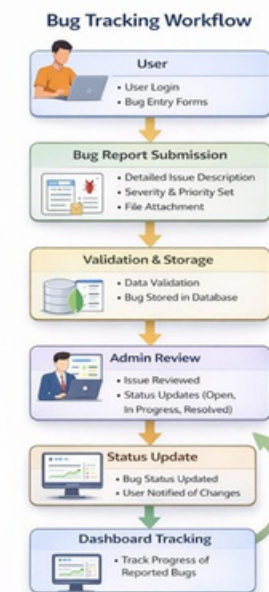 Bug Tracking Workflow
User
• User Login
• Bug Entry Forms
Bug Report Submission
• Detailed Issue Description
• Severity & Priority Set
• File Attachment
Validation & Storage
• Data Validation
• Bug Stored in Database
Admin Review
• Issue Reviewed
• Status Updates (Open,
In Progress, Resolved)
Status Update
• Bug Status Updated
• User Notified of Changes
Dashboard Tracking
• Track Progress of
Reported Bugs